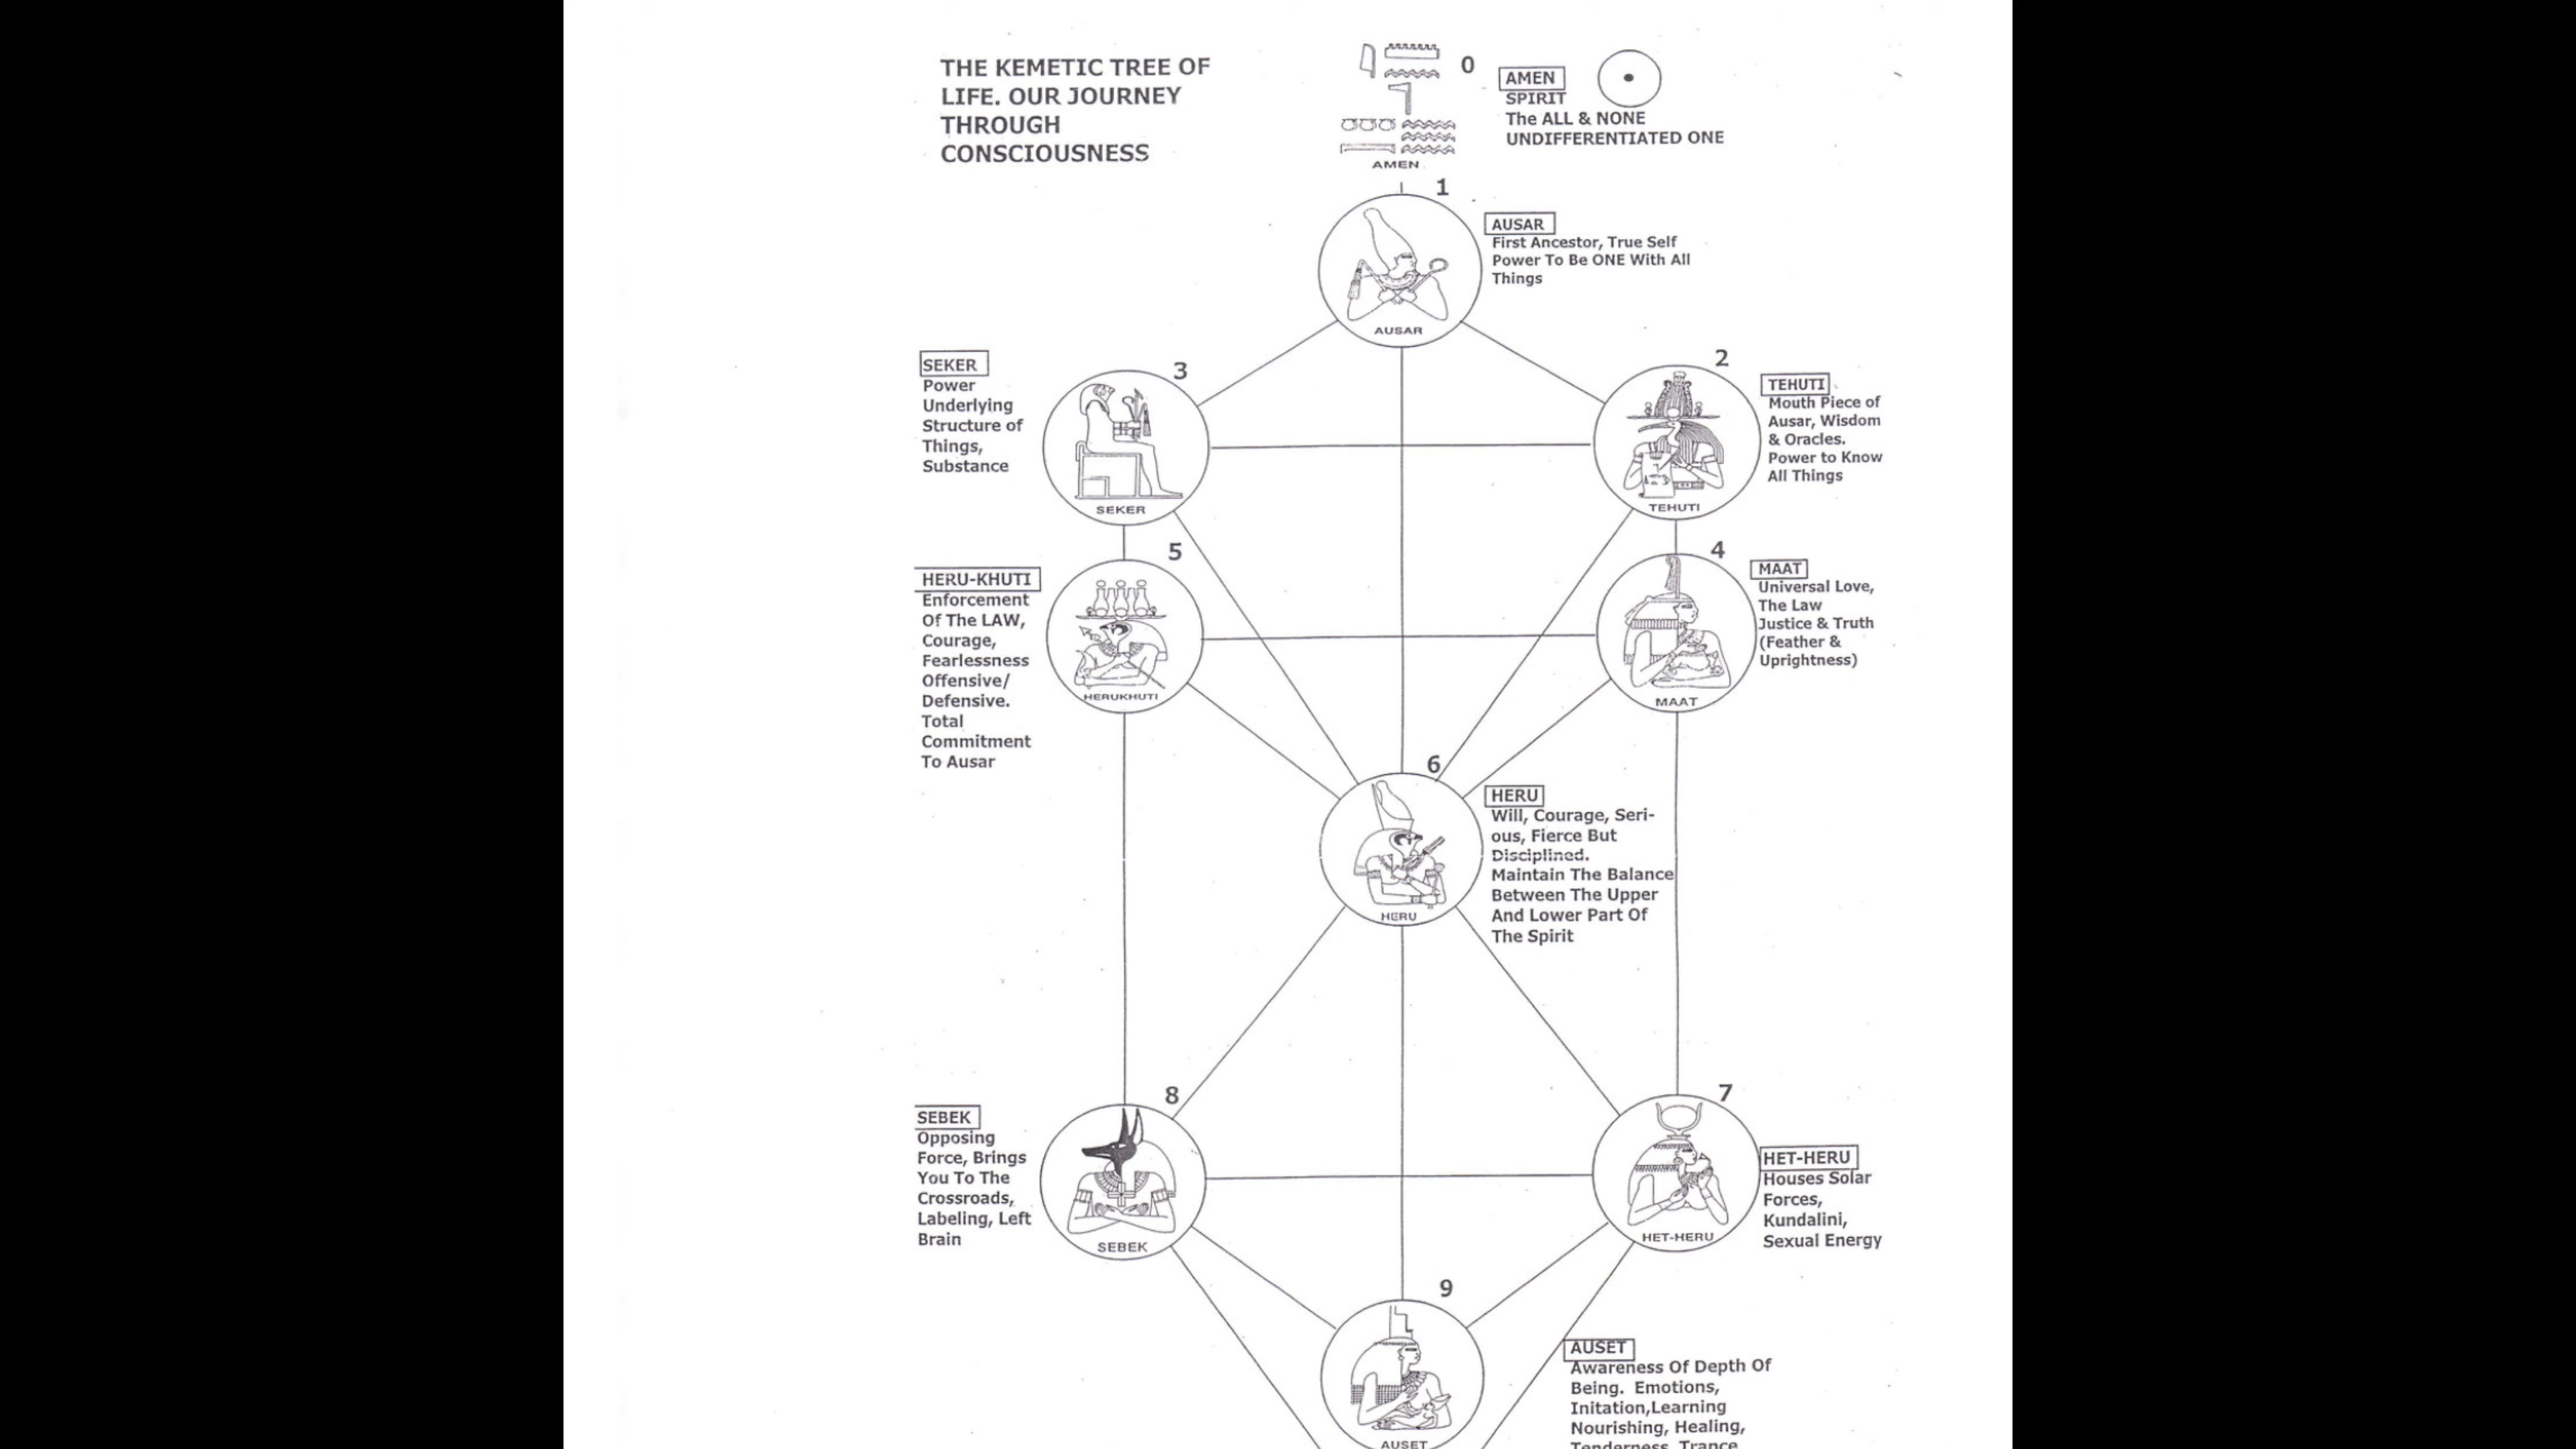 THE KEMETIC TREE OF
LIFE. OUR JOURNEY
THROUGH
CONSCIOUSNESS
0
AMEN
AMEN
SPIRIT
The ALL & NONE
UNDIFFERENTIATED ONE
1
AUSAR
AUSAR
First Ancestor, True Self
Power To Be ONE With All
Things
3
SEKER
Power
Underlying
Structure of
Things,
Substance
SEKER
2
TEHUTI
TEHUTI
Mouth Piece of
Ausar, Wisdom
& Oracles.
Power to Know
All Things
5
HERU-KHUTI
Enforcement
Of The LAW,
Courage,
Fearlessness
Offensive/
Defensive.
Total
Commitment
To Ausar
HERUKHUTI
4
MAAT
MAAT
Universal Love,
The Law
Justice & Truth
(Feather &
Uprightness)
6
HERU
HERU
Will, Courage, Seri-
ous, Fierce But
Disciplined.
Maintain The Balance
Between The Upper
And Lower Part Of
The Spirit
8
SEBEK
Opposing
Force, Brings
You To The
Crossroads,
Labeling, Left
Brain
SEBEK
7
HET-HERU
HET-HERU
Houses Solar
Forces,
Kundalini,
Sexual Energy
9
AUSET
AUSET
Awareness Of Depth Of
Being. Emotions,
Initation,Learning
Nourishing, Healing,
Tenderness, Trance